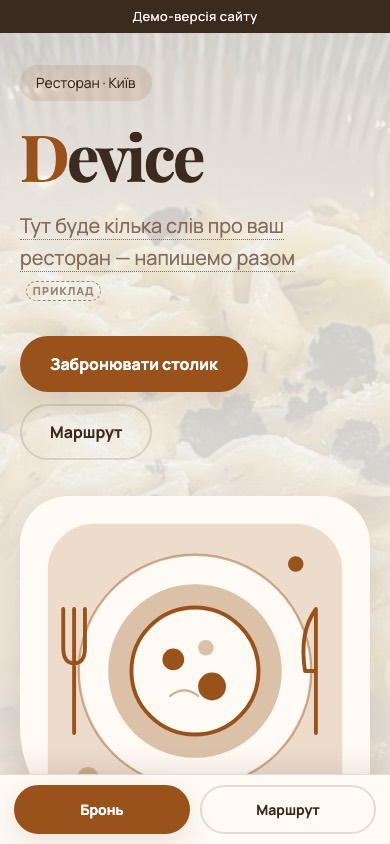 Демо-версія сайту
Ресторан · Київ
Device
Тут буде кілька слів про ваш
ресторан — напишемо разом
ПРИКЛАД
Забронювати столик
Маршрут
Бронь
Маршрут